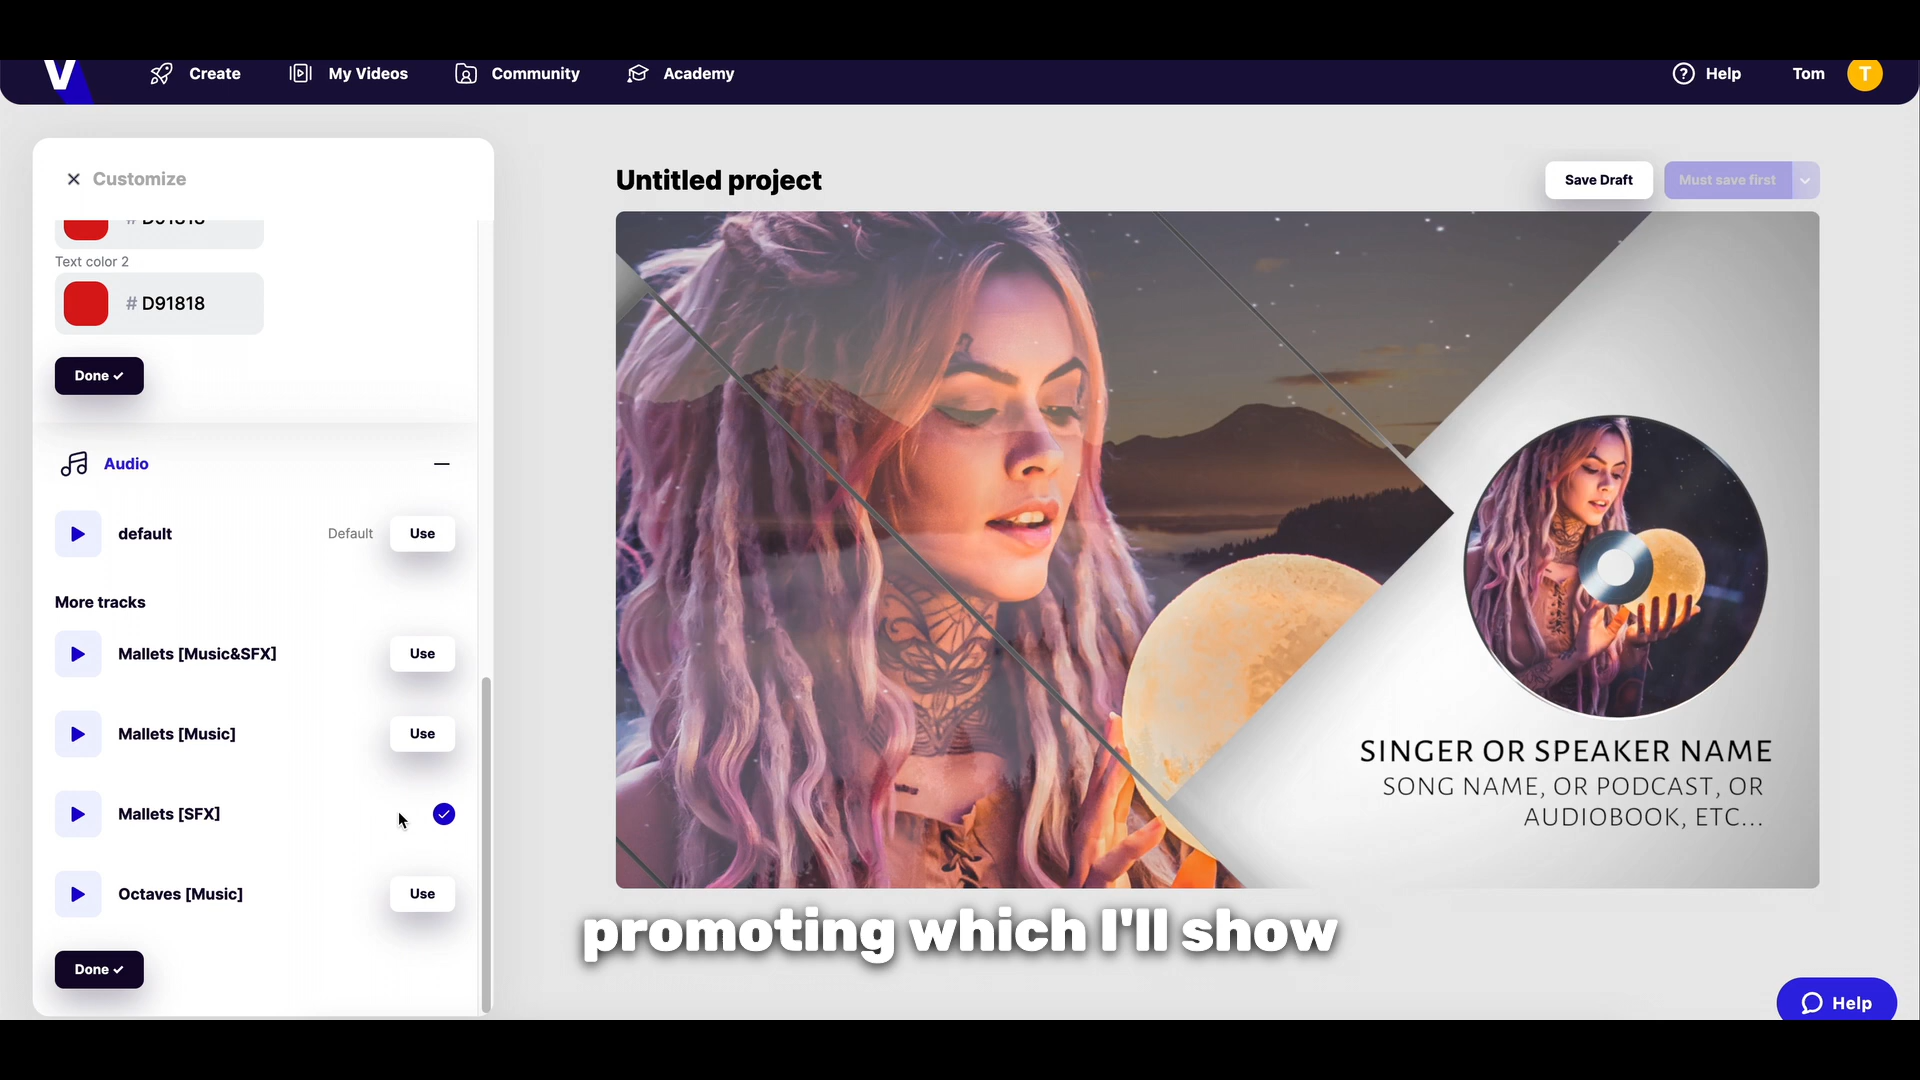 V
Create
My Videos
Community
Academy
Help
Tom
T
Customize
Untitled project
Save Draft
Must save first
# D91818
Text color 2
# D91818
Done
Audio
default
Default
Use
More tracks
Mallets [Music&SFX]
Use
Mallets [Music]
Use
Mallets [SFX]
Octaves [Music]
Use
Done
SINGER OR SPEAKER NAME
SONG NAME, OR PODCAST, OR
AUDIOBOOK, ETC...
promoting which I'll show
Help